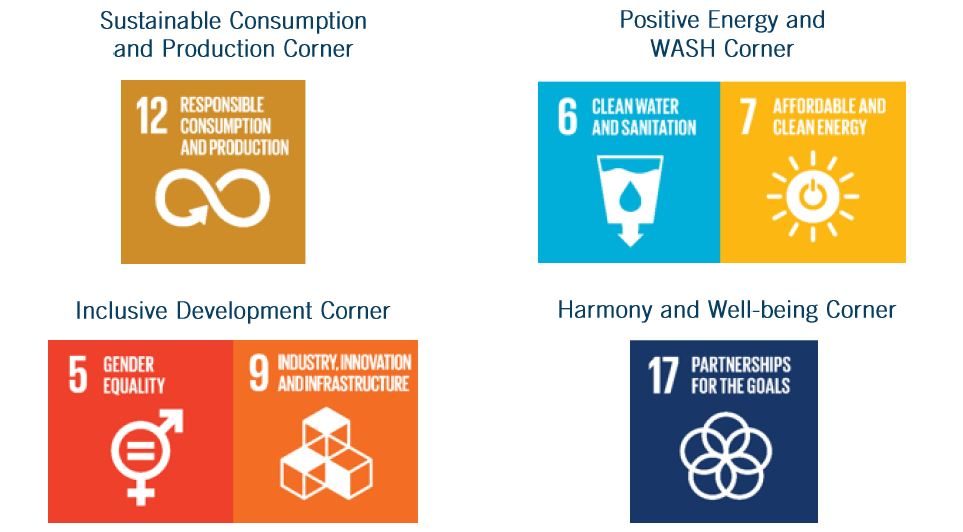 Sustainable Consumption
and Production Corner
12 RESPONSIBLE
CONSUMPTION
AND PRODUCTION
Positive Energy and
WASH Corner
6 CLEAN WATER
AND SANITATION
7 AFFORDABLE AND
CLEAN ENERGY
Inclusive Development Corner
5 GENDER
EQUALITY
9 INDUSTRY, INNOVATION
AND INFRASTRUCTURE
Harmony and Well-being Corner
17 PARTNERSHIPS
FOR THE GOALS